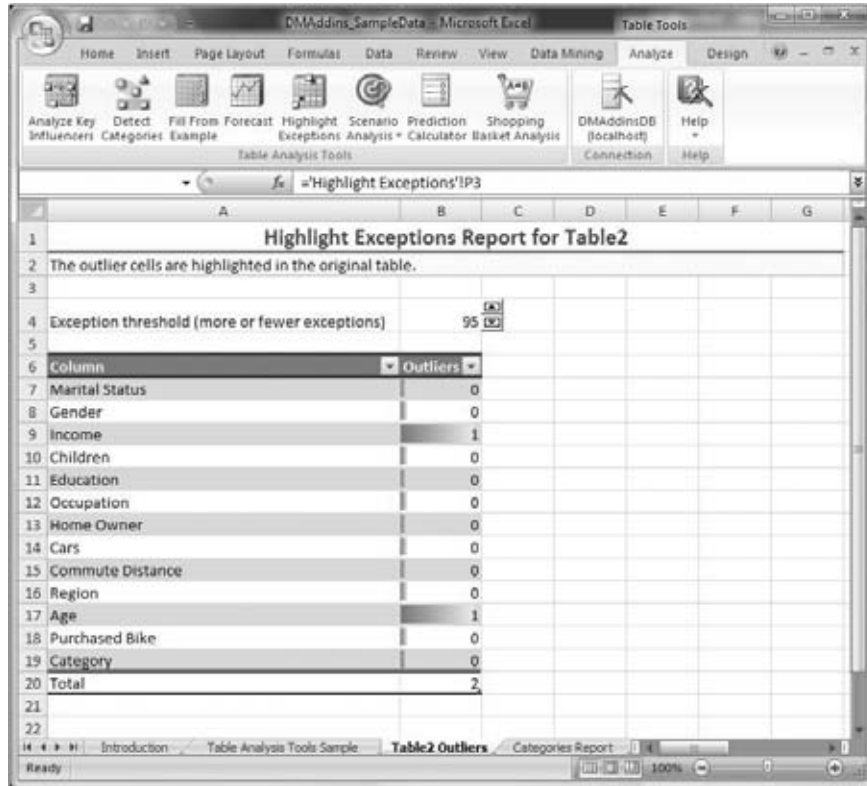 DMAddins_SampleData - Microsoft Excel Table Tools
Home Insert Page Layout Formulas Data Review View Data Mining Analyze Design
Analyze Key Influencers
Detect Categories
Fill From Example
Forecast
Highlight Exceptions
Scenario Analysis
Prediction Calculator
Shopping Basket Analysis
DMAddinsDB (localhost)
Help
Table Analysis Tools Connection Help
fx ='Highlight Exceptions'!P3
A B C D E F G
1 Highlight Exceptions Report for Table2
2 The outlier cells are highlighted in the original table.
3
4 Exception threshold (more or fewer exceptions) 95
5
6 Column Outliers
7 Marital Status 0
8 Gender 0
9 Income 1
10 Children 0
11 Education 0
12 Occupation 0
13 Home Owner 0
14 Cars 0
15 Commute Distance 0
16 Region 0
17 Age 1
18 Purchased Bike 0
19 Category 0
20 Total 2
21
22
Introduction Table Analysis Tools Sample Table2 Outliers Categories Report
Ready 100%